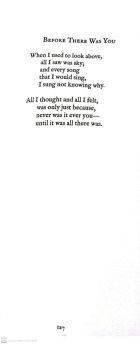 Before There Was You
When I used to look above,
all I saw was sky;
and every song
that I would sing,
I sung not knowing why.
All I thought and all I felt,
was only just because,
never was it ever you—
until it was all there was.
127